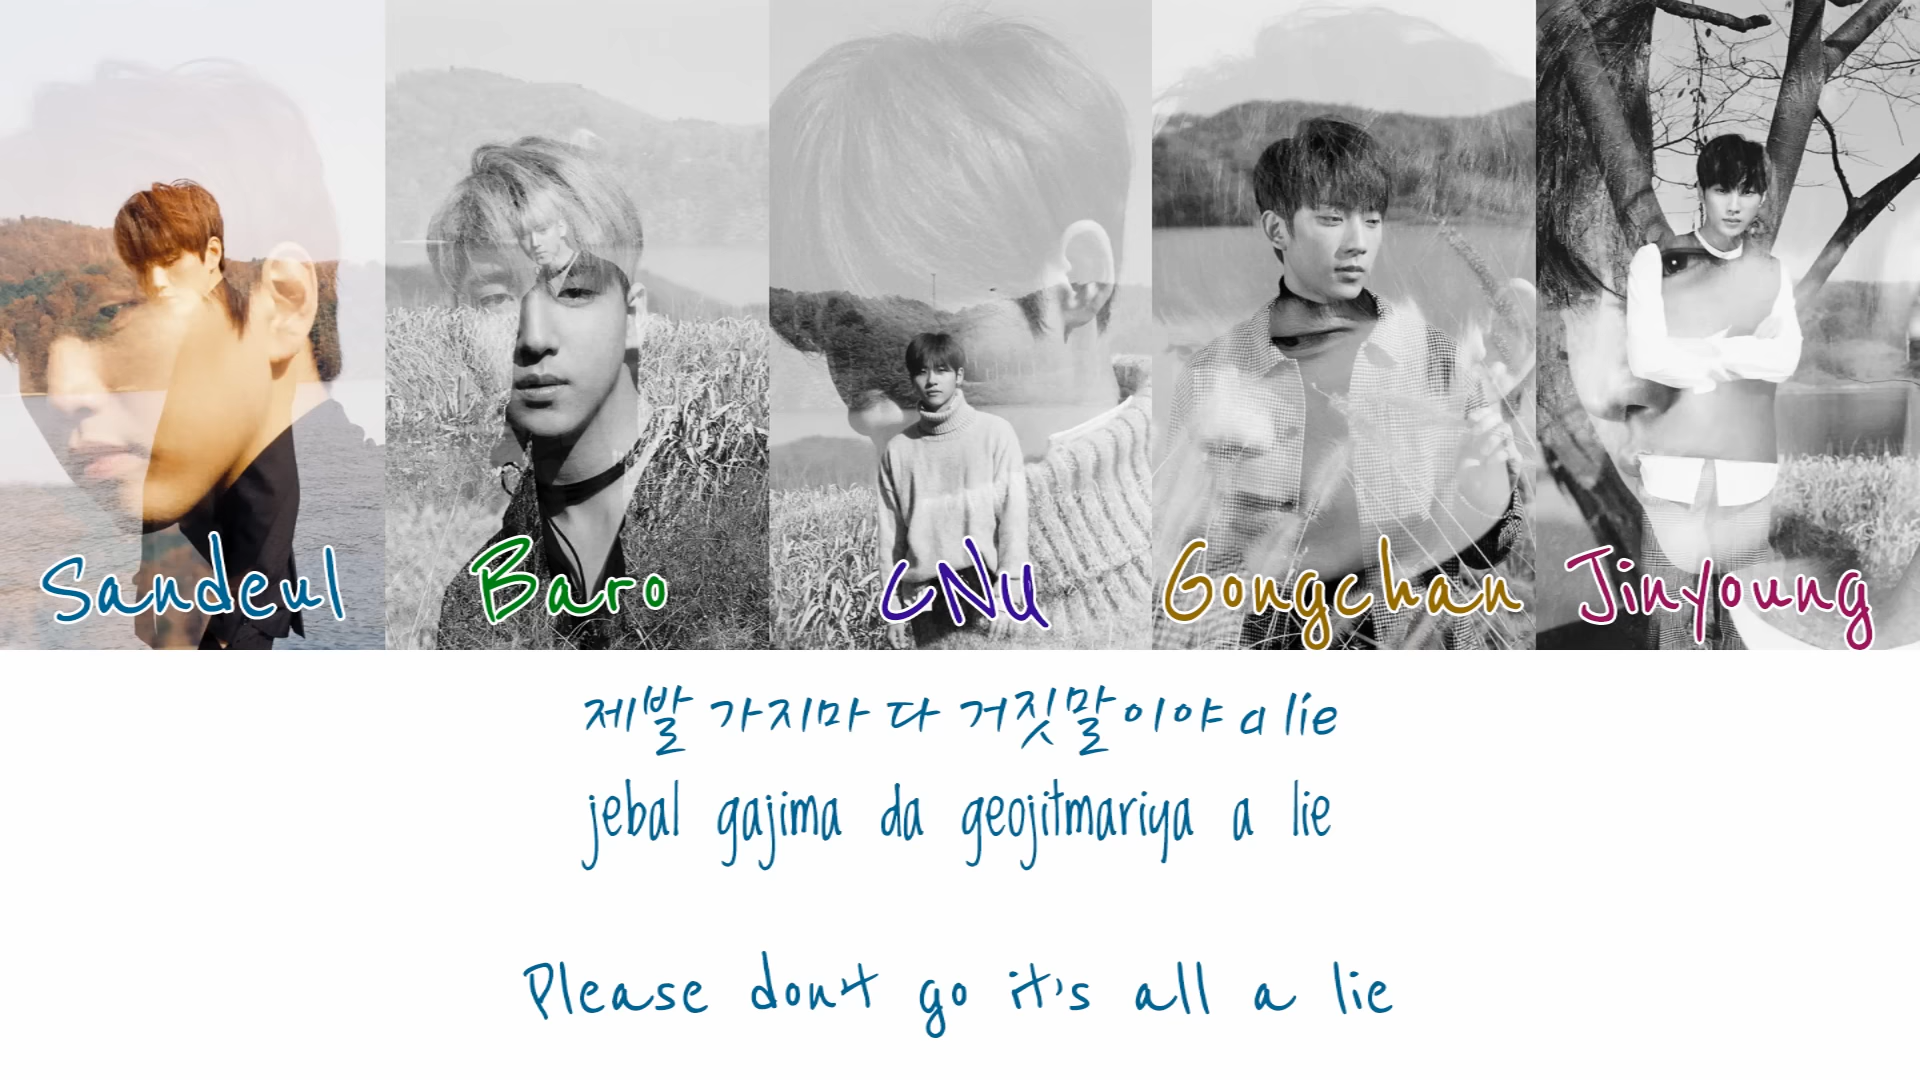 Sandeul Baro CNU Gongchan Jinyoung
제발 가지마 다 거짓말이야 a lie
jebal gajima da geojitmariya a lie
Please don't go it's all a lie